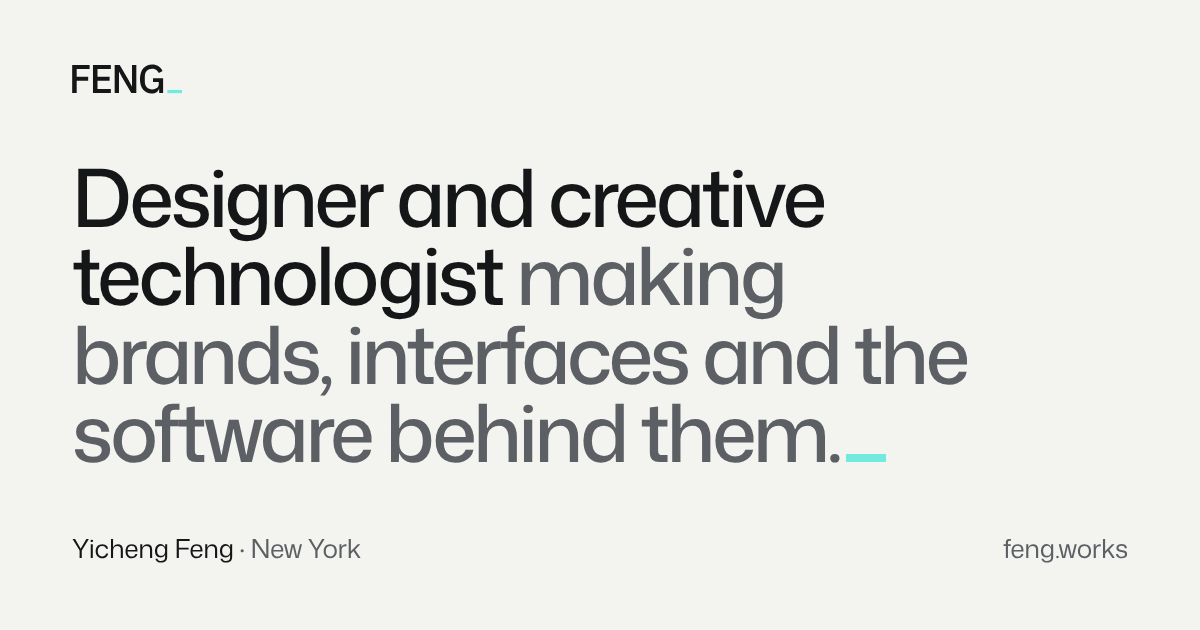 FENG_
Designer and creative
technologist making
brands, interfaces and the
software behind them._
Yicheng Feng · New York
feng.works